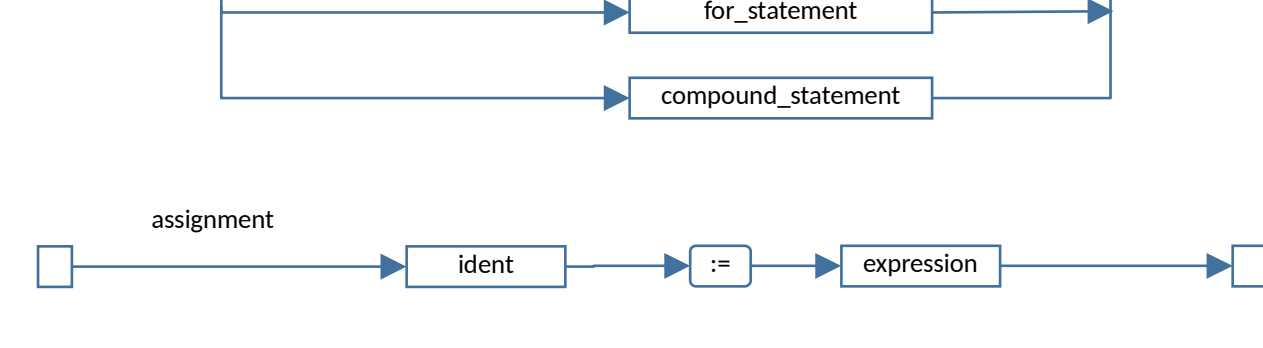 for_statement
compound_statement
assignment
ident
:=
expression